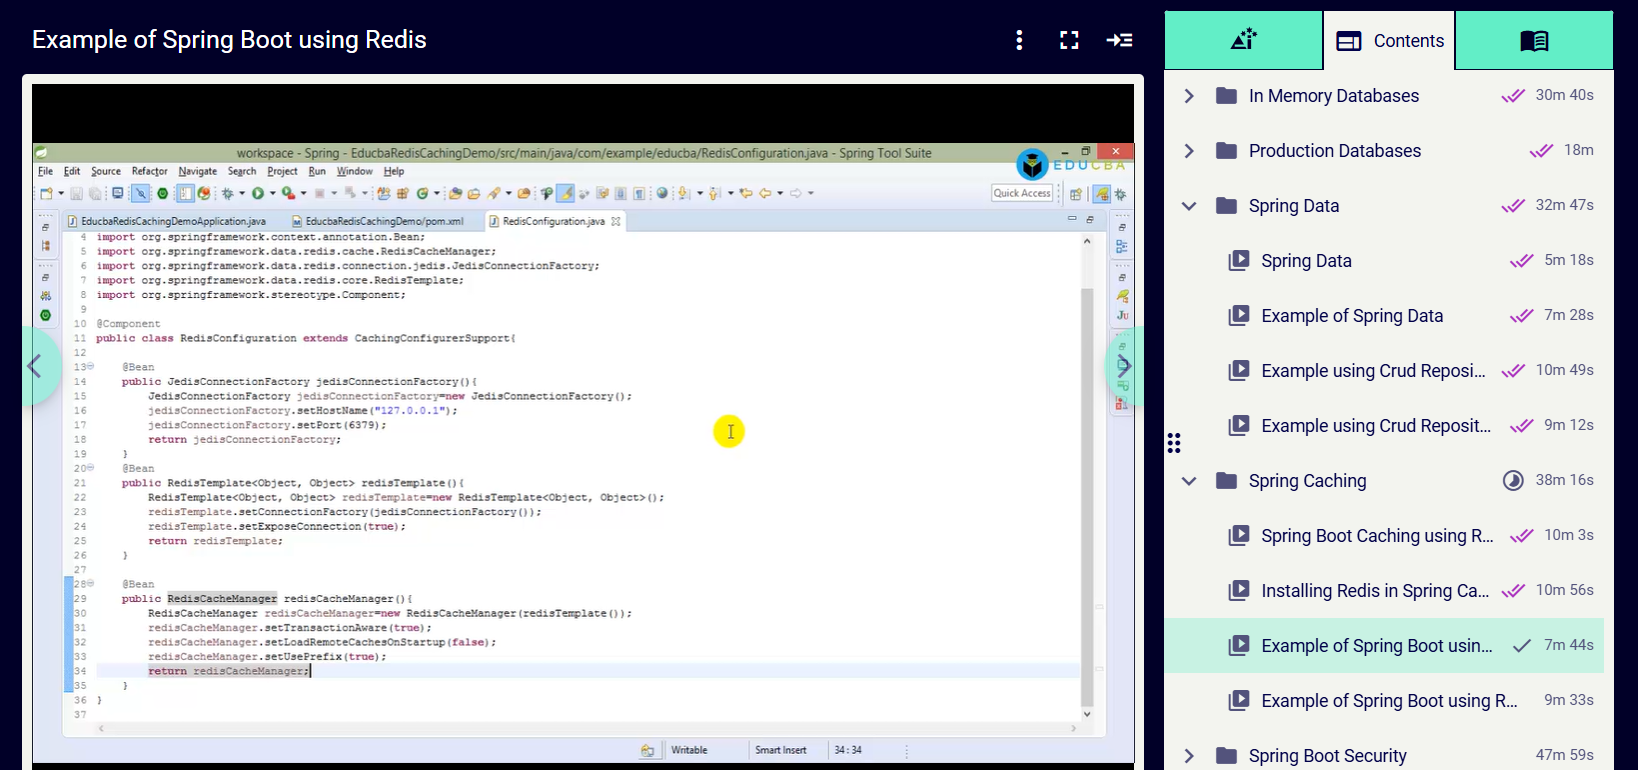 Example of Spring Boot using Redis
workspace - Spring - EducbaRedisCachingDemo/src/main/java/com/example/educba/RedisConfiguration.java - Spring Tool Suite
EDUCBA
File Edit Source Refactor Navigate Search Project Run Window Help
Quick Access
EducbaRedisCachingDemoApplication.java EducbaRedisCachingDemo/pom.xml RedisConfiguration.java
4 import org.springframework.context.annotation.Bean;
5 import org.springframework.data.redis.cache.RedisCacheManager;
6 import org.springframework.data.redis.connection.jedis.JedisConnectionFactory;
7 import org.springframework.data.redis.core.RedisTemplate;
8 import org.springframework.stereotype.Component;
9
10 @Component
11 public class RedisConfiguration extends CachingConfigurerSupport{
12
13 @Bean
14 public JedisConnectionFactory jedisConnectionFactory(){
15 JedisConnectionFactory jedisConnectionFactory=new JedisConnectionFactory();
16 jedisConnectionFactory.setHostName("127.0.0.1");
17 jedisConnectionFactory.setPort(6379);
18 return jedisConnectionFactory;
19 }
20 @Bean
21 public RedisTemplate<Object, Object> redisTemplate(){
22 RedisTemplate<Object, Object> redisTemplate=new RedisTemplate<Object, Object>();
23 redisTemplate.setConnectionFactory(jedisConnectionFactory());
24 redisTemplate.setExposeConnection(true);
25 return redisTemplate;
26 }
27
28 @Bean
29 public RedisCacheManager redisCacheManager(){
30 RedisCacheManager redisCacheManager=new RedisCacheManager(redisTemplate());
31 redisCacheManager.setTransactionAware(true);
32 redisCacheManager.setLoadRemoteCachesOnStartup(false);
33 redisCacheManager.setUsePrefix(true);
34 return redisCacheManager;
35 }
36 }
37
Ju
Writable Smart Insert 34 : 34
Contents
In Memory Databases 30m 40s
Production Databases 18m
Spring Data 32m 47s
Spring Data 5m 18s
Example of Spring Data 7m 28s
Example using Crud Reposi... 10m 49s
Example using Crud Reposit... 9m 12s
Spring Caching 38m 16s
Spring Boot Caching using R... 10m 3s
Installing Redis in Spring Ca... 10m 56s
Example of Spring Boot usin... 7m 44s
Example of Spring Boot using R... 9m 33s
Spring Boot Security 47m 59s